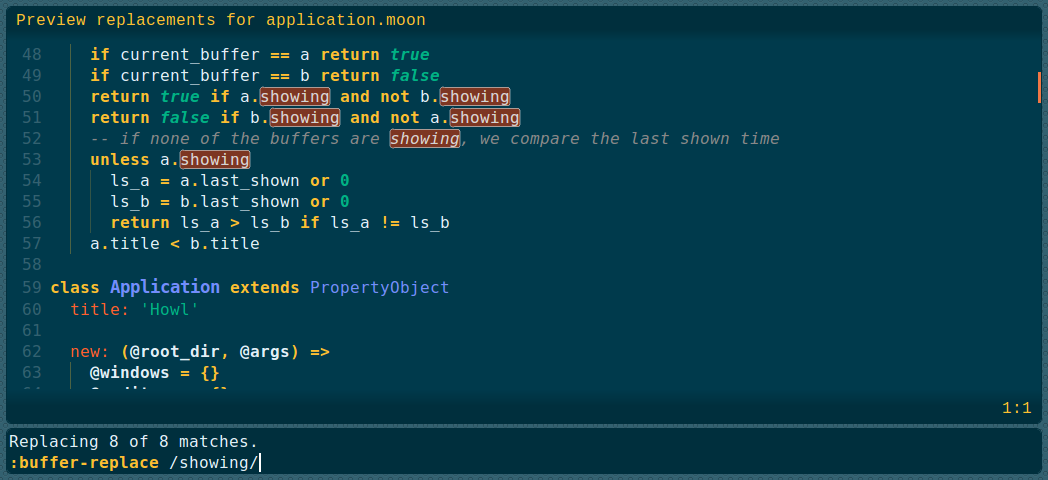 Preview replacements for application.moon
48     if current_buffer == a return true
49     if current_buffer == b return false
50     return true if a.showing and not b.showing
51     return false if b.showing and not a.showing
52     -- if none of the buffers are showing, we compare the last shown time
53     unless a.showing
54       ls_a = a.last_shown or 0
55       ls_b = b.last_shown or 0
56       return ls_a > ls_b if ls_a != ls_b
57     a.title < b.title
58
59 class Application extends PropertyObject
60   title: 'Howl'
61
62   new: (@root_dir, @args) =>
63     @windows = {}
1:1
Replacing 8 of 8 matches.
:buffer-replace /showing/